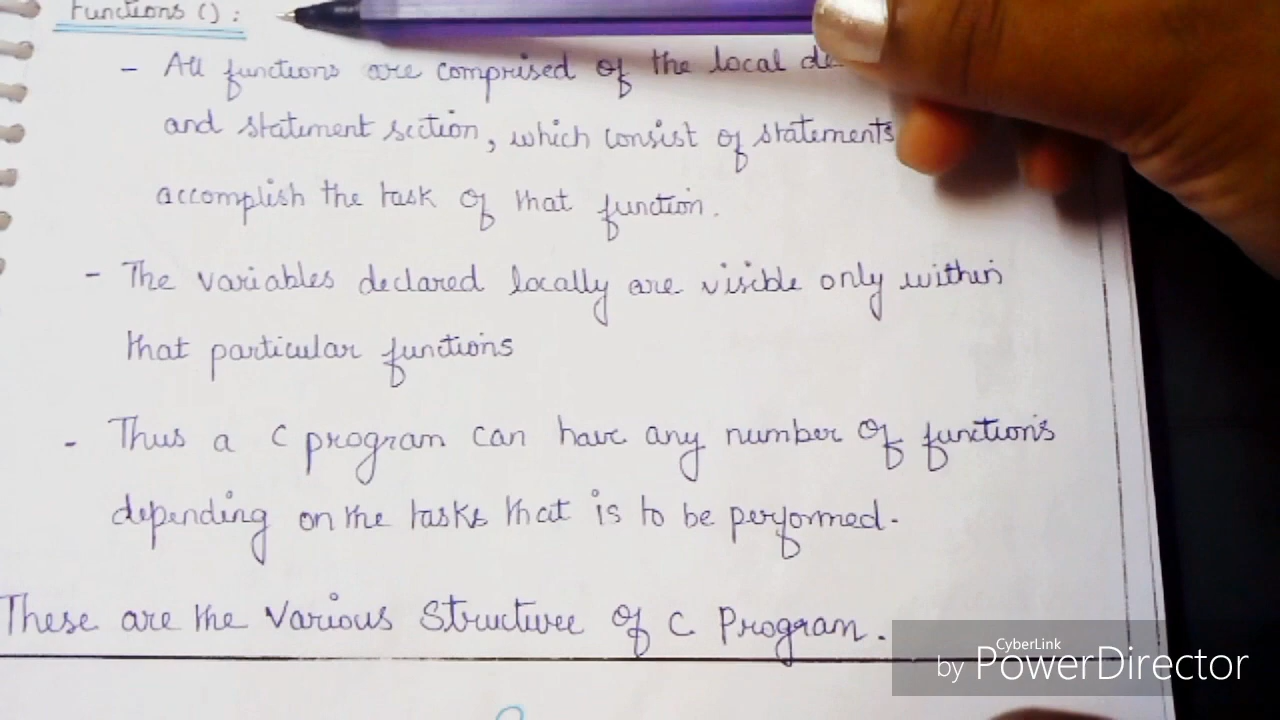 Functions () :
- All functions are comprised of the local
and statement section, which consist of statements
accomplish the task of that function.
- The variables declared locally are visible only within
that particular functions
- Thus a C program can have any number of functions
depending on the tasks that is to be performed.
These are the Various Structure of C Program.
CyberLink
by PowerDirector